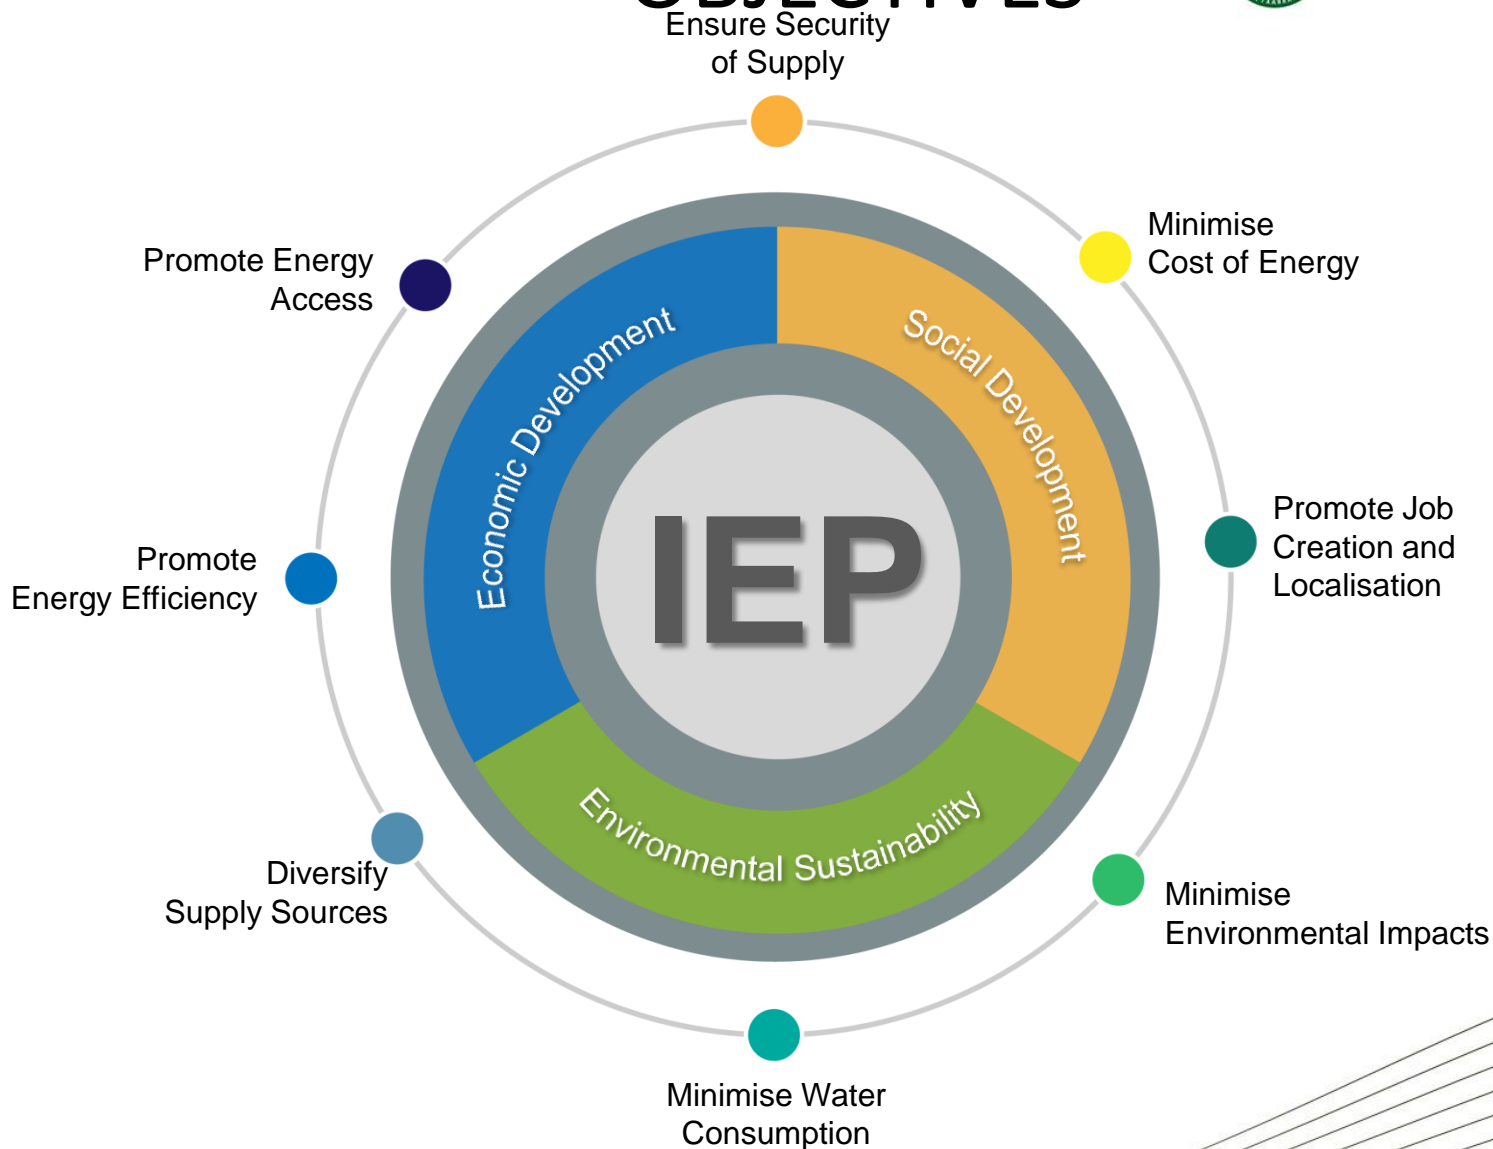 OBJECTIVES
Ensure Security
of Supply
Minimise
Cost of Energy
Promote Energy
Access
Social Development
Economic Development
Promote Job
Creation and
Localisation
IEP
Promote
Energy Efficiency
Environmental Sustainability
Diversify
Supply Sources
Minimise
Environmental Impacts
Minimise Water
Consumption